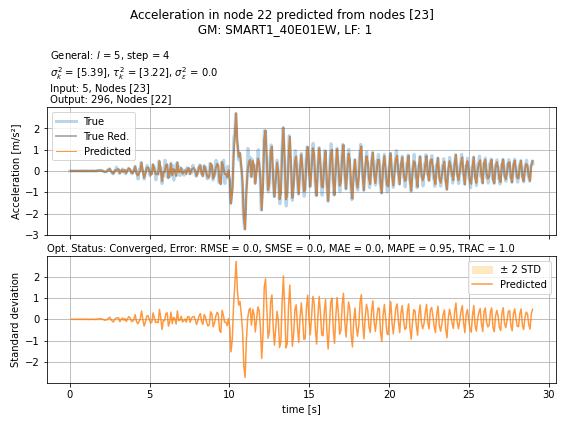 Acceleration in node 22 predicted from nodes [23]
GM: SMART1_40E01EW, LF: 1
General: l = 5, step = 4
σ²ₖ = [5.39], τ²ₖ = [3.22], σ²ε = 0.0
Input: 5, Nodes [23]
Output: 296, Nodes [22]
Acceleration [m/s²]
2
1
0
−1
−2
−3
True
True Red.
Predicted
Opt. Status: Converged, Error: RMSE = 0.0, SMSE = 0.0, MAE = 0.0, MAPE = 0.95, TRAC = 1.0
Standard deviation
2
1
0
−1
−2
± 2 STD
Predicted
0 5 10 15 20 25 30
time [s]